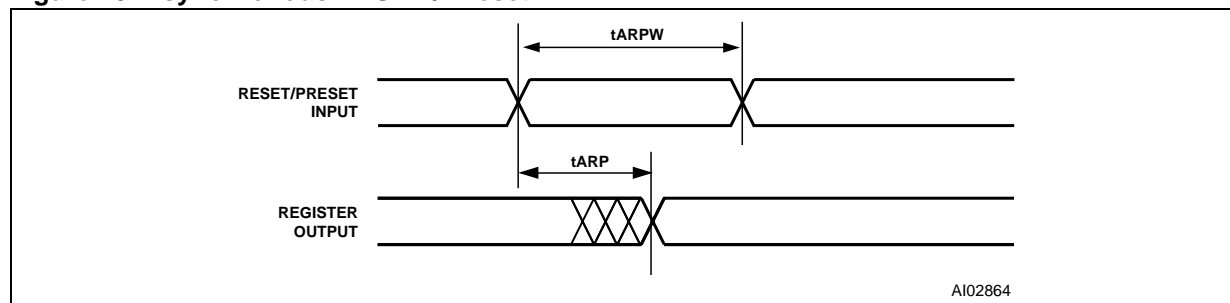 tARPW
RESET/PRESET
INPUT
tARP
REGISTER
OUTPUT
AI02864